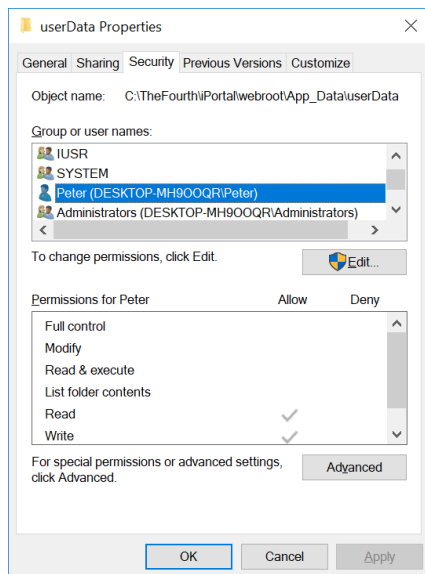 userData Properties
General Sharing Security Previous Versions Customize
Object name: C:\TheFourth\iPortal\webroot\App_Data\userData
Group or user names:
IUSR
SYSTEM
Peter (DESKTOP-MH9OOQR\Peter)
Administrators (DESKTOP-MH9OOQR\Administrators)
To change permissions, click Edit. Edit...
Permissions for Peter Allow Deny
Full control
Modify
Read & execute
List folder contents
Read
Write
For special permissions or advanced settings,
click Advanced. Advanced
OK Cancel Apply